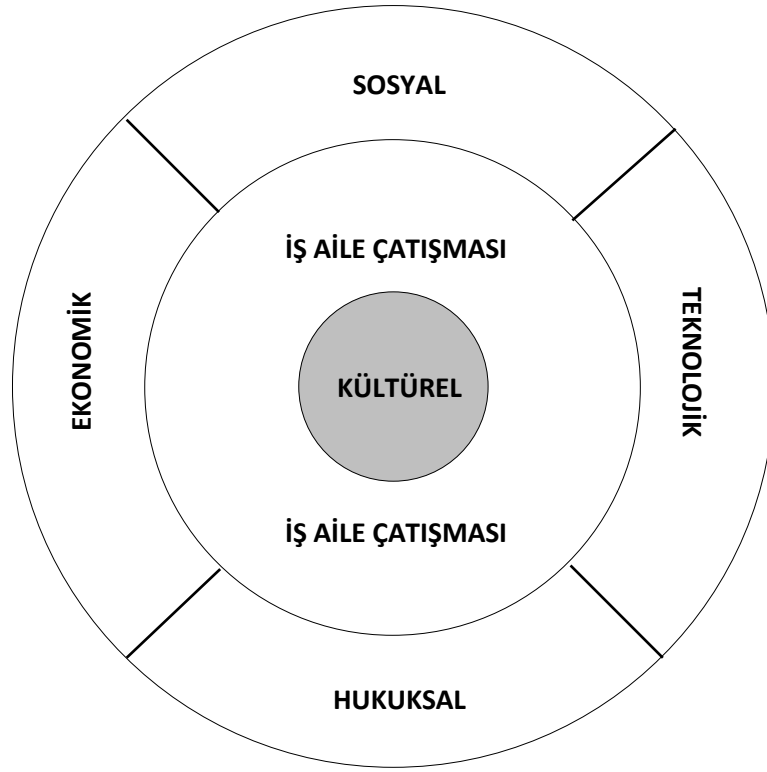 SOSYAL
İŞ AİLE ÇATIŞMASI
EKONOMİK
TEKNOLOJİK
KÜLTÜREL
İŞ AİLE ÇATIŞMASI
HUKUKSAL